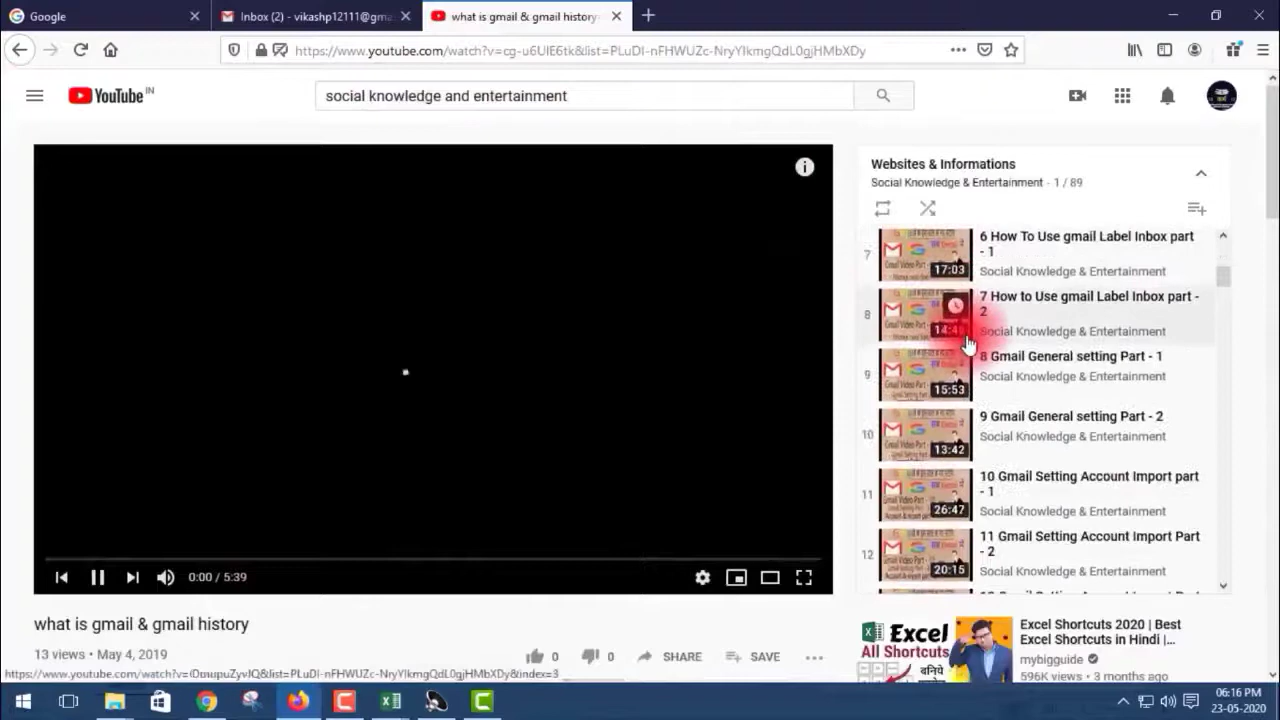 Google
Inbox (2) - vikashp12111@gma
what is gmail & gmail history
https://www.youtube.com/watch?v=cg-u6UlE6tk&list=PLuDI-nFHWUZc-NryYIkmgQdL0gjHMbXDy
YouTube IN
social knowledge and entertainment
Websites & Informations
Social Knowledge & Entertainment - 1 / 89
7
17:03
6 How To Use gmail Label Inbox part
- 1
Social Knowledge & Entertainment
8
7 How to Use gmail Label Inbox part -
2
Social Knowledge & Entertainment
9
15:53
8 Gmail General setting Part - 1
Social Knowledge & Entertainment
10
13:42
9 Gmail General setting Part - 2
Social Knowledge & Entertainment
11
26:47
10 Gmail Setting Account Import part
- 1
Social Knowledge & Entertainment
12
20:15
11 Gmail Setting Account Import Part
- 2
Social Knowledge & Entertainment
0:00 / 5:39
what is gmail & gmail history
13 views • May 4, 2019
0
0
SHARE
SAVE
Excel
All Shortcuts
बनिये
Excel Shortcuts 2020 | Best
Excel Shortcuts in Hindi |...
mybigguide
596K views • 3 months ago
06:16 PM
23-05-2020